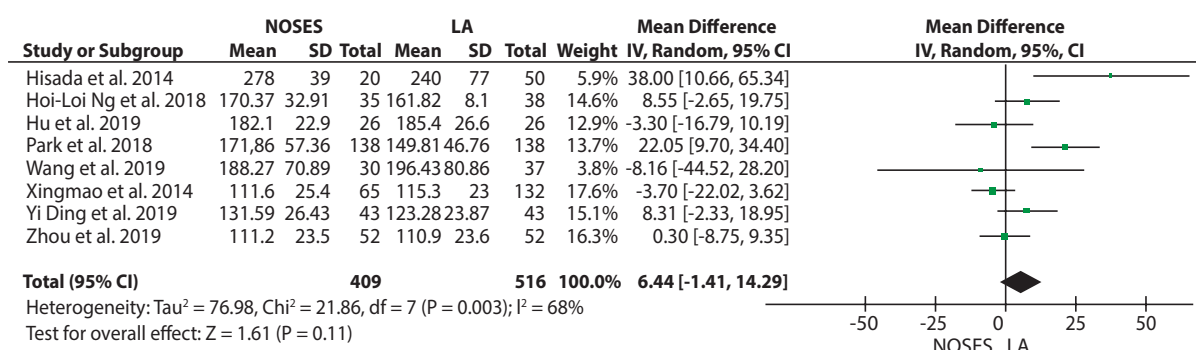 NOSES LA Mean Difference Mean Difference
Study or Subgroup Mean SD Total Mean SD Total Weight IV, Random, 95% CI IV, Random, 95%, CI
Hisada et al. 2014 278 39 20 240 77 50 5.9% 38.00 [10.66, 65.34]
Hoi-Loi Ng et al. 2018 170.37 32.91 35 161.82 8.1 38 14.6% 8.55 [-2.65, 19.75]
Hu et al. 2019 182.1 22.9 26 185.4 26.6 26 12.9% -3.30 [-16.79, 10.19]
Park et al. 2018 171,86 57.36 138 149.81 46.76 138 13.7% 22.05 [9.70, 34.40]
Wang et al. 2019 188.27 70.89 30 196.43 80.86 37 3.8% -8.16 [-44.52, 28.20]
Xingmao et al. 2014 111.6 25.4 65 115.3 23 132 17.6% -3.70 [-22.02, 3.62]
Yi Ding et al. 2019 131.59 26.43 43 123.28 23.87 43 15.1% 8.31 [-2.33, 18.95]
Zhou et al. 2019 111.2 23.5 52 110.9 23.6 52 16.3% 0.30 [-8.75, 9.35]
Total (95% CI) 409 516 100.0% 6.44 [-1.41, 14.29]
Heterogeneity: Tau² = 76.98, Chi² = 21.86, df = 7 (P = 0.003); I² = 68%
Test for overall effect: Z = 1.61 (P = 0.11)
-50 -25 0 25 50
NOSES LA